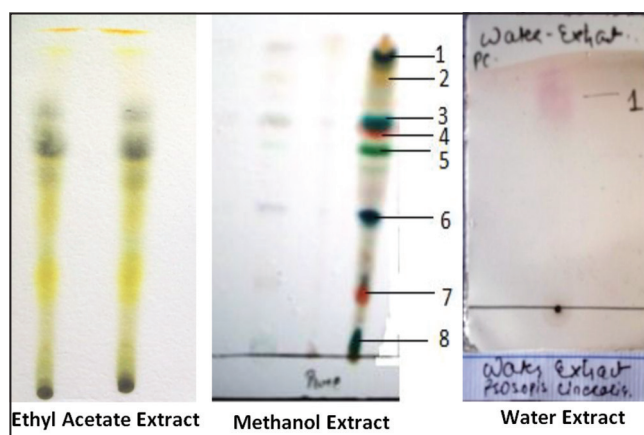 Water-Extract..
PC-
1
2
3
4
5
6
7
8
1
Water Extract
Prosopis cineraria.
Ethyl Acetate Extract
Methanol Extract
Water Extract